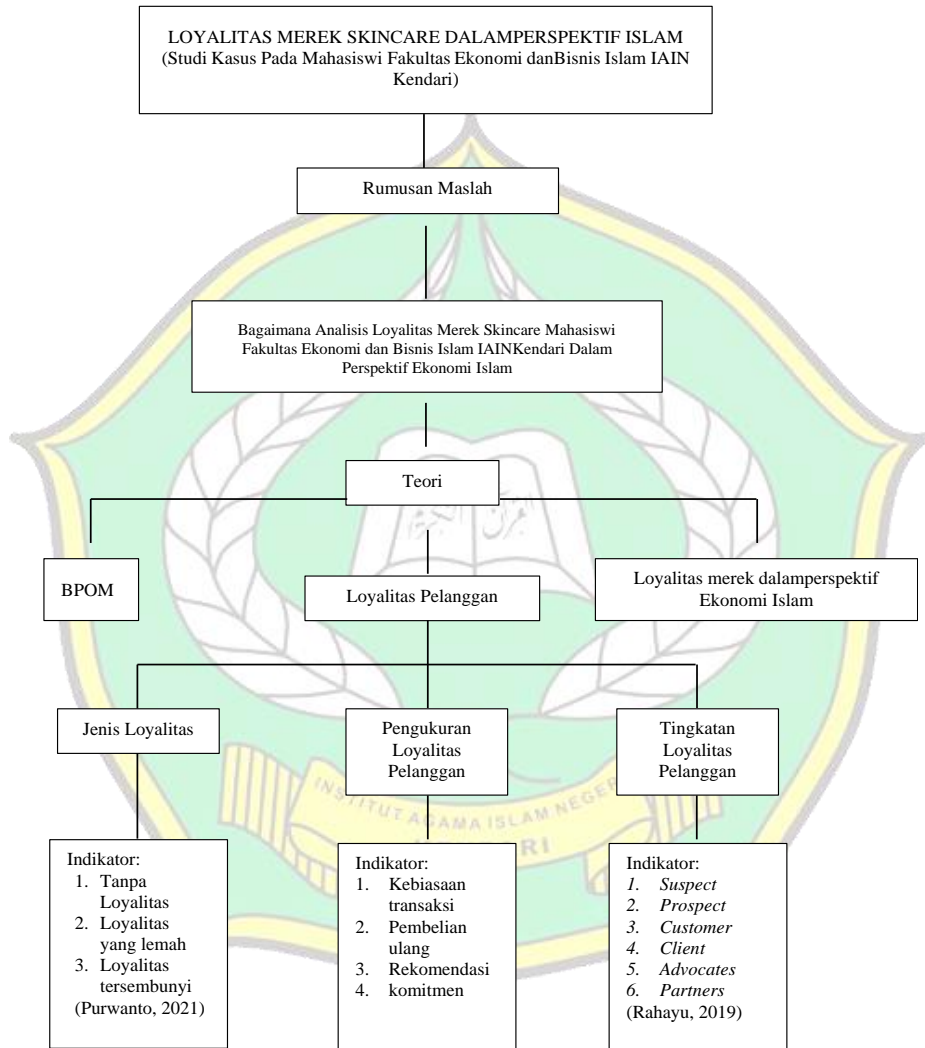 LOYALITAS MEREK SKINCARE DALAMPERSPEKTIF ISLAM
(Studi Kasus Pada Mahasiswi Fakultas Ekonomi danBisnis Islam IAIN
Kendari)
Rumusan Maslah
Bagaimana Analisis Loyalitas Merek Skincare Mahasiswi
Fakultas Ekonomi dan Bisnis Islam IAINKendari Dalam
Perspektif Ekonomi Islam
Teori
BPOM
Loyalitas Pelanggan
Loyalitas merek dalamperspektif
Ekonomi Islam
Jenis Loyalitas
Pengukuran
Loyalitas
Pelanggan
Tingkatan
Loyalitas
Pelanggan
INSTITUT AGAMA ISLAM NEGERI
Indikator:
1. Tanpa
Loyalitas
2. Loyalitas
yang lemah
3. Loyalitas
tersembunyi
(Purwanto, 2021)
Indikator:
1. Kebiasaan
transaksi
2. Pembelian
ulang
3. Rekomendasi
4. komitmen
Indikator:
1. Suspect
2. Prospect
3. Customer
4. Client
5. Advocates
6. Partners
(Rahayu, 2019)